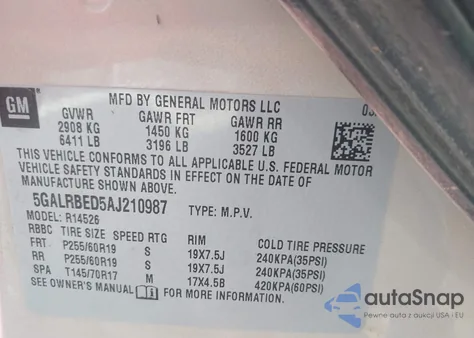 GM
MFD BY GENERAL MOTORS LLC
GVWR GAWR FRT GAWR RR
2908 KG 1450 KG 1600 KG
6411 LB 3196 LB 3527 LB
THIS VEHICLE CONFORMS TO ALL APPLICABLE U.S. FEDERAL MOTOR
VEHICLE SAFETY STANDARDS IN EFFECT ON THE DATE OF
MANUFACTURE SHOWN ABOVE.
5GALRBED5AJ210987 TYPE: M.P.V.
MODEL: R14526
RBBC TIRE SIZE SPEED RTG RIM COLD TIRE PRESSURE
FRT P255/60R19 S 19X7.5J 240KPA(35PSI)
RR P255/60R19 S 19X7.5J 240KPA(35PSI)
SPA T145/70R17 M 17X4.5B 420KPA(60PSI)
SEE OWNER'S MANUAL FOR MORE INFORMATION.
autoSnap
Pewne auta z aukcji USA i EU